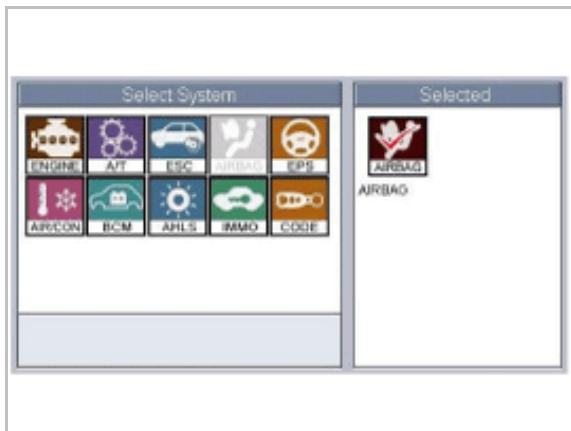 Select System
Selected
ENGINE A/T ESC AIRBAG EPS
AIRBAG
AIRBAG
AIR/CON BCM AHLS IMMO CODE